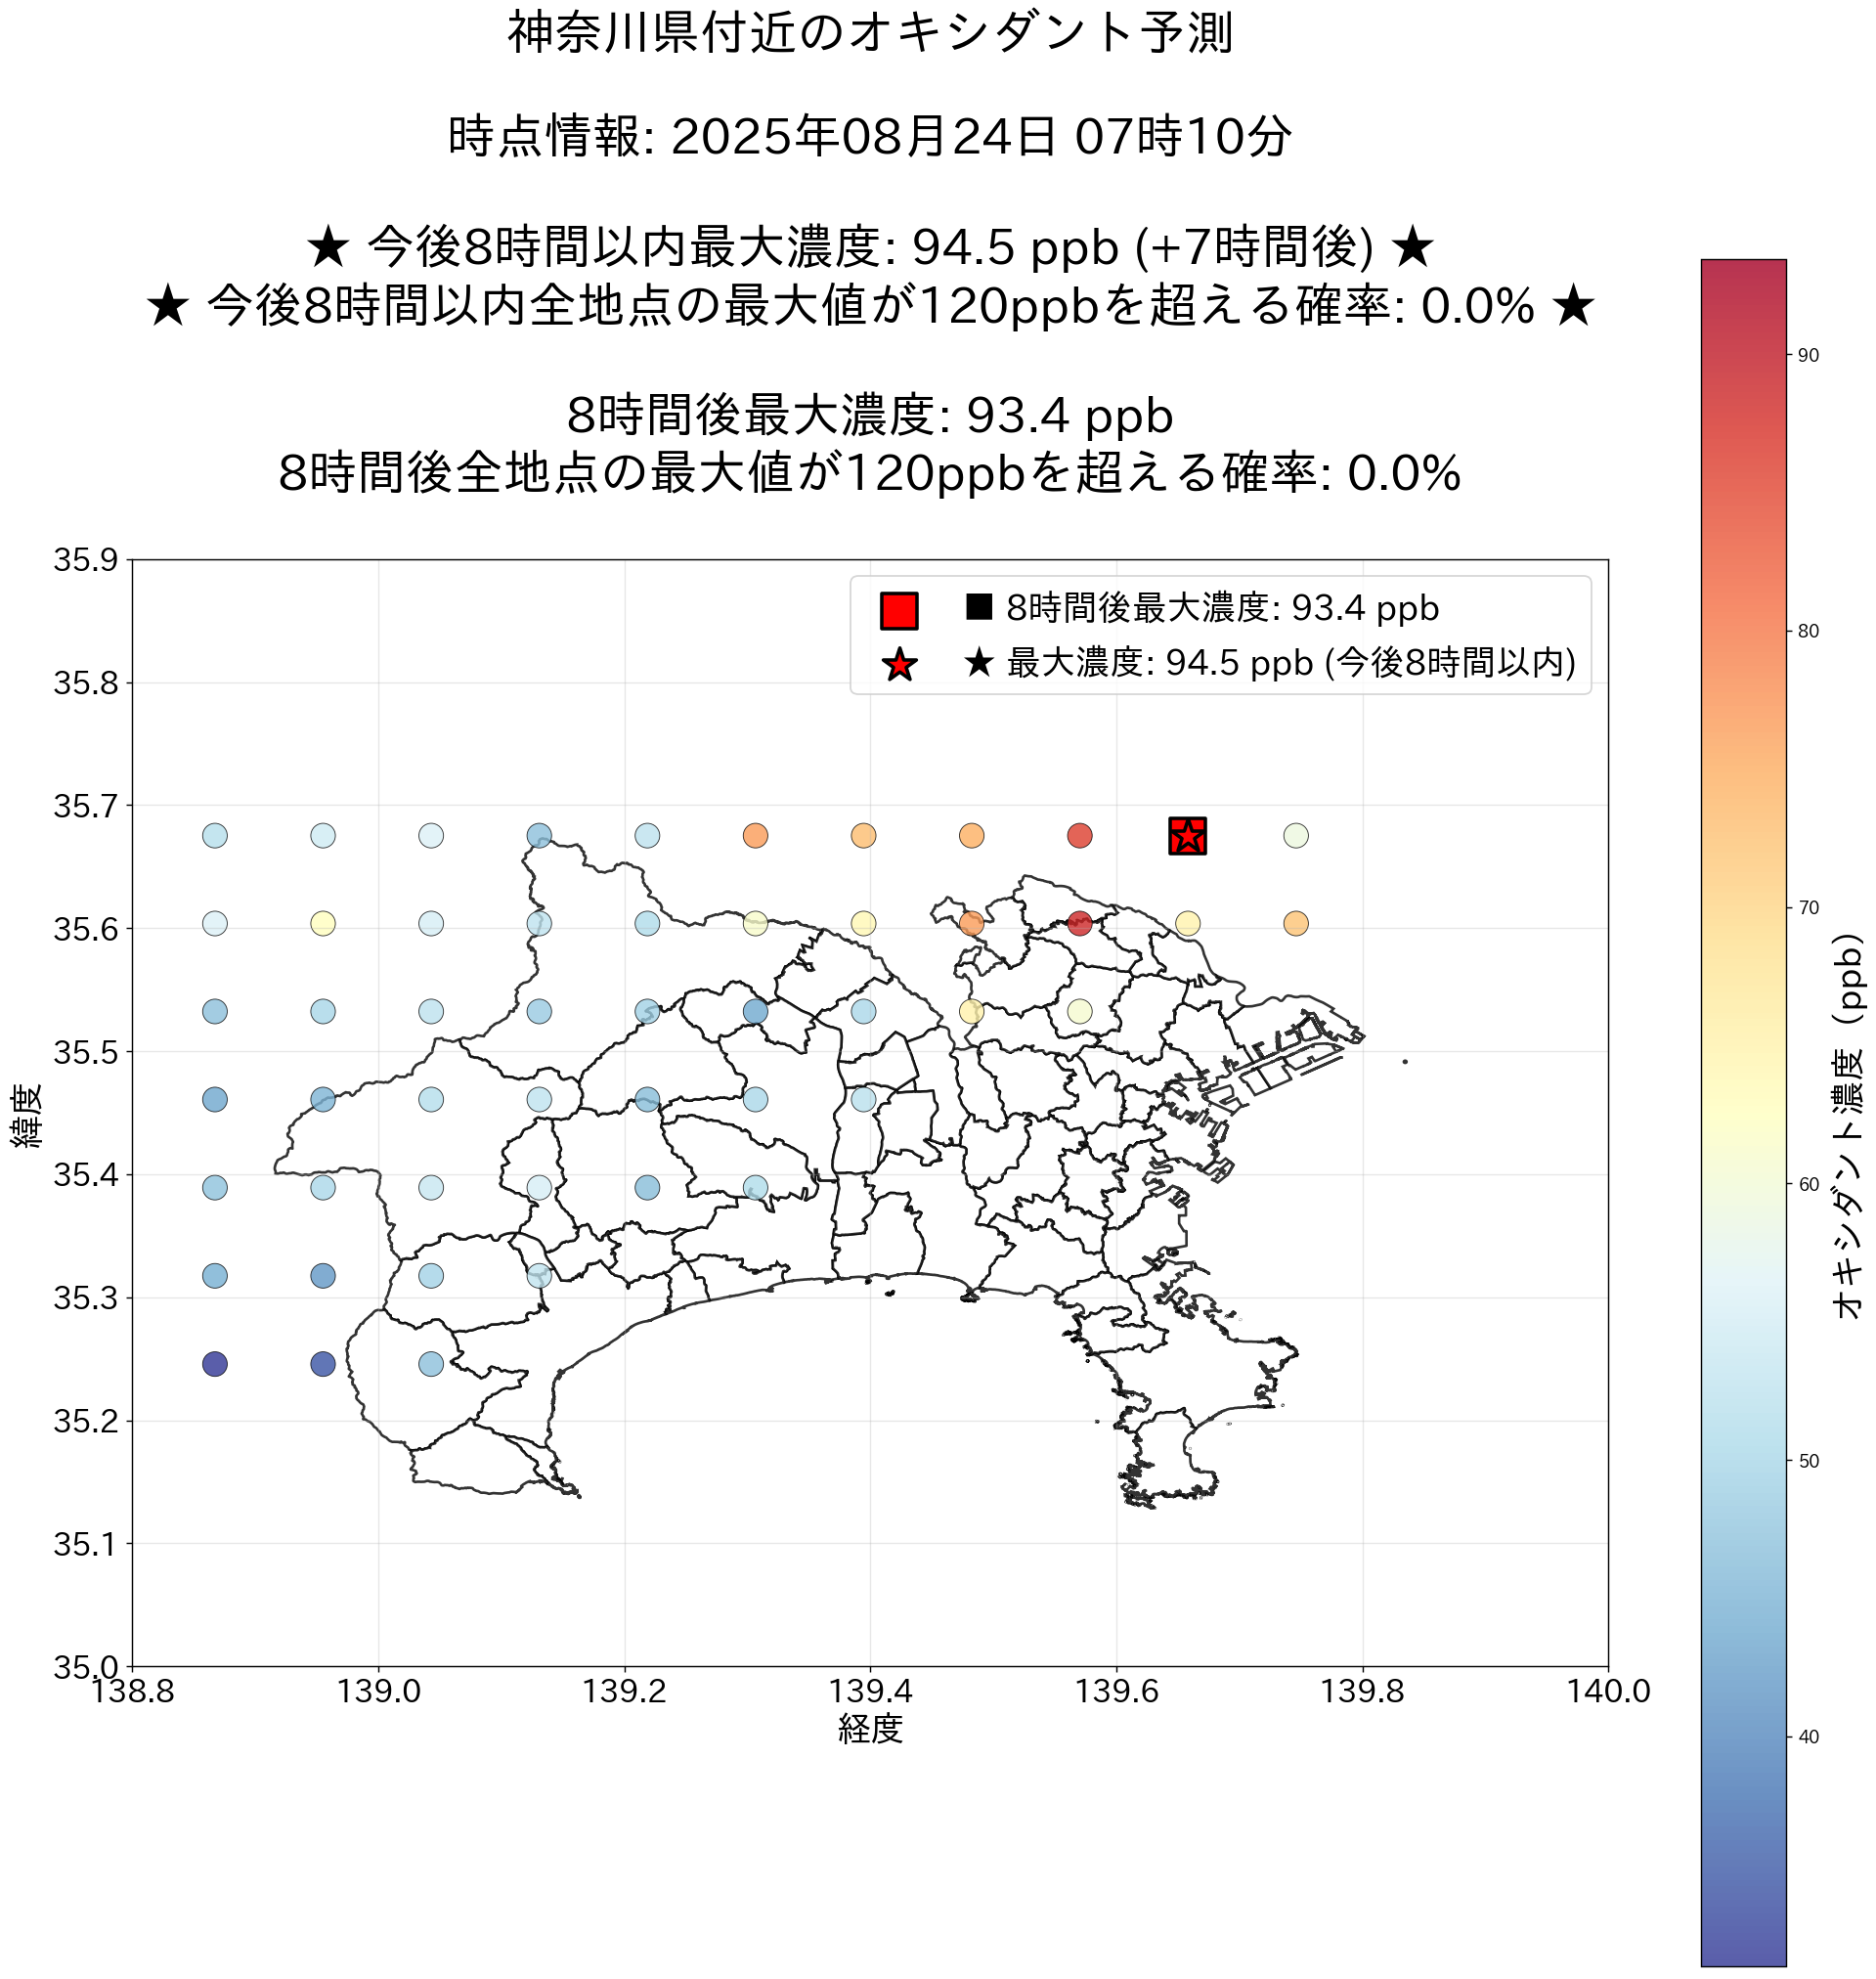 神奈川県付近のオキシダント予測
時点情報: 2025年08月24日 07時10分
★ 今後8時間以内最大濃度: 94.5 ppb (+7時間後) ★
★ 今後8時間以内全地点の最大値が120ppbを超える確率: 0.0% ★
8時間後最大濃度: 93.4 ppb
8時間後全地点の最大値が120ppbを超える確率: 0.0%
■ 8時間後最大濃度: 93.4 ppb
★ 最大濃度: 94.5 ppb (今後8時間以内)
35.9
35.8
35.7
35.6
35.5
35.4
35.3
35.2
35.1
35.0
緯度
138.8
139.0
139.2
139.4
139.6
139.8
140.0
経度
90
80
70
60
50
40
オキシダント濃度（ppb）